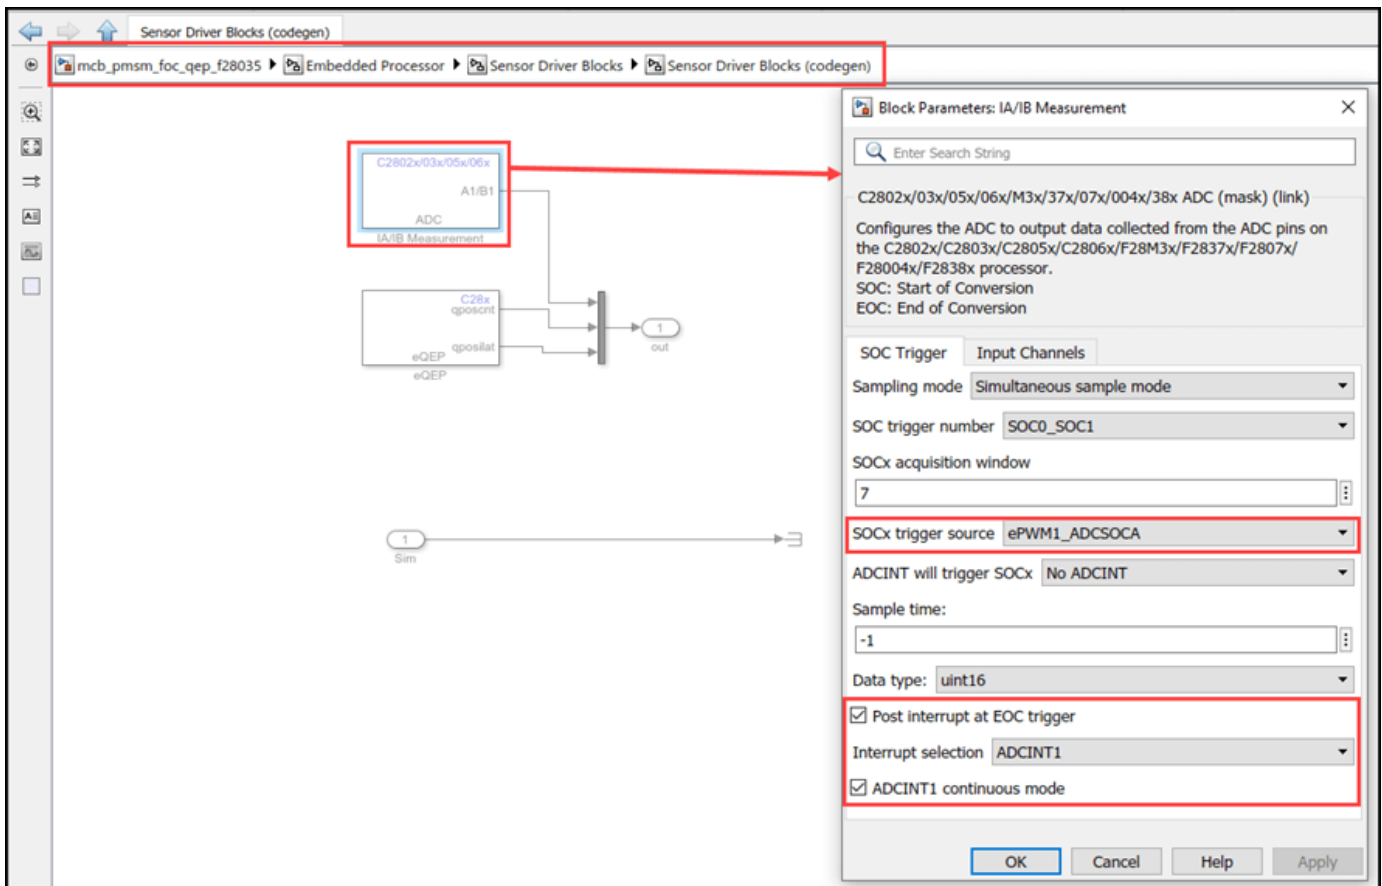 Sensor Driver Blocks (codegen)
mcb_pmsm_foc_qep_f28035 Embedded Processor Sensor Driver Blocks Sensor Driver Blocks (codegen)
C2802x/03x/05x/06x
A1/B1
ADC
IA/IB Measurement
C28x
qposcnt
qposilat
eQEP
eQEP
1
out
1
Sim
Block Parameters: IA/IB Measurement
Enter Search String
C2802x/03x/05x/06x/M3x/37x/07x/004x/38x ADC (mask) (link)
Configures the ADC to output data collected from the ADC pins on
the C2802x/C2803x/C2805x/C2806x/F28M3x/F2837x/F2807x/
F28004x/F2838x processor.
SOC: Start of Conversion
EOC: End of Conversion
SOC Trigger Input Channels
Sampling mode Simultaneous sample mode
SOC trigger number SOC0_SOC1
SOCx acquisition window
7
SOCx trigger source ePWM1_ADCSOCA
ADCINT will trigger SOCx No ADCINT
Sample time:
-1
Data type: uint16
Post interrupt at EOC trigger
Interrupt selection ADCINT1
ADCINT1 continuous mode
OK Cancel Help Apply